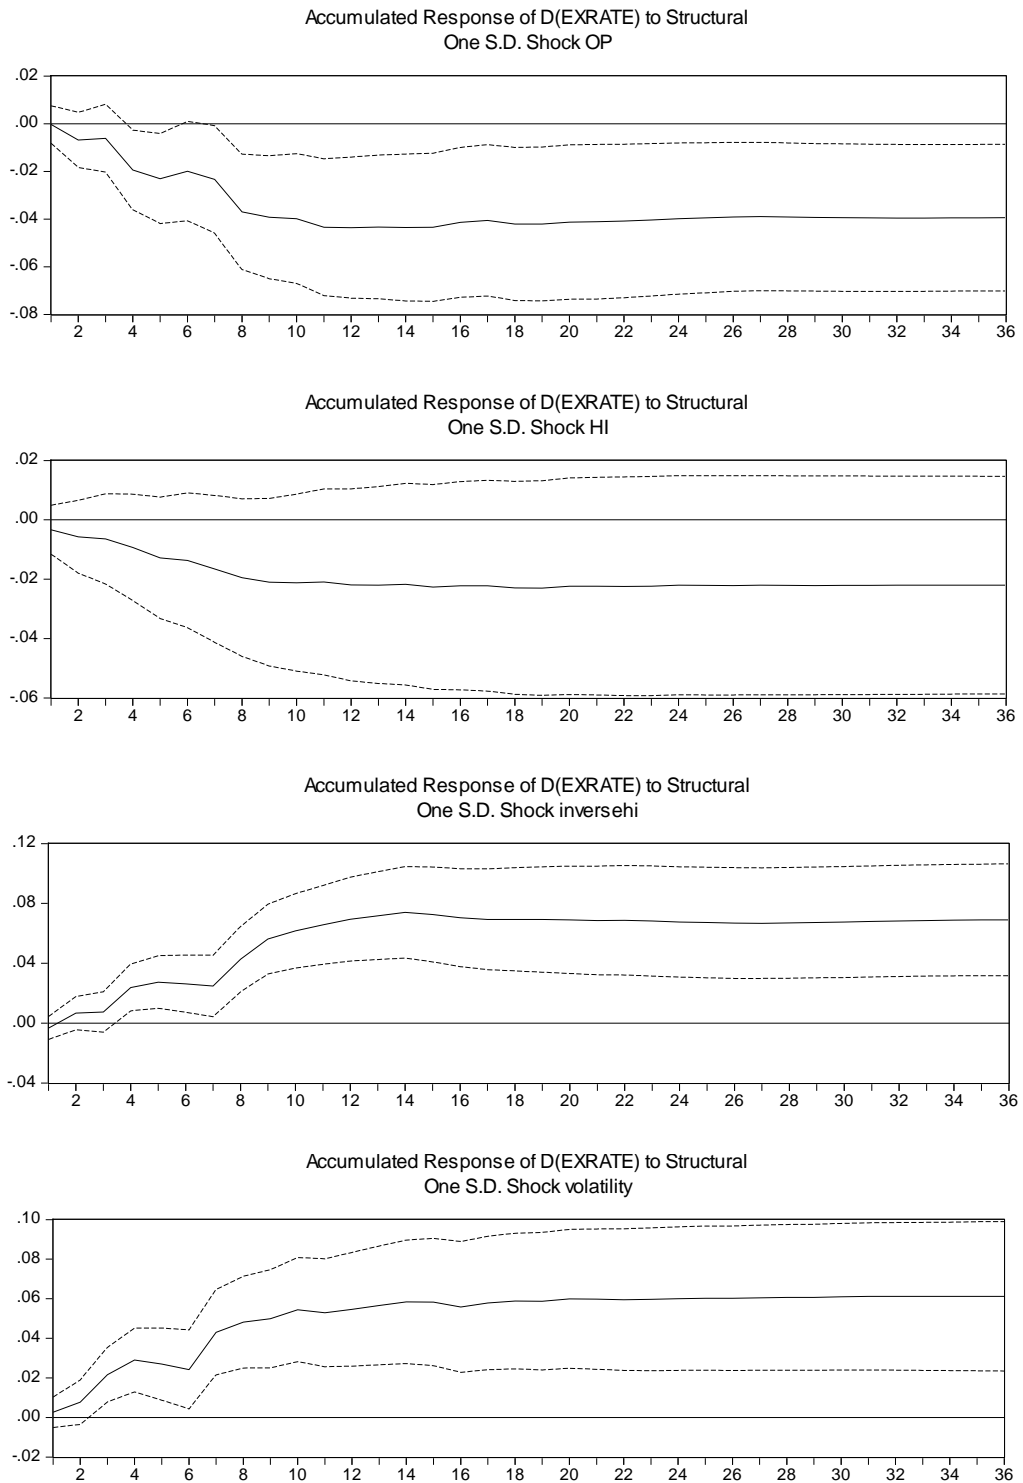 Accumulated Response of D(EXRATE) to Structural
One S.D. Shock OP
.02
.00
-.02
-.04
-.06
-.08
2 4 6 8 10 12 14 16 18 20 22 24 26 28 30 32 34 36
Accumulated Response of D(EXRATE) to Structural
One S.D. Shock HI
.02
.00
-.02
-.04
-.06
2 4 6 8 10 12 14 16 18 20 22 24 26 28 30 32 34 36
Accumulated Response of D(EXRATE) to Structural
One S.D. Shock inversehi
.12
.08
.04
.00
-.04
2 4 6 8 10 12 14 16 18 20 22 24 26 28 30 32 34 36
Accumulated Response of D(EXRATE) to Structural
One S.D. Shock volatility
.10
.08
.06
.04
.02
.00
-.02
2 4 6 8 10 12 14 16 18 20 22 24 26 28 30 32 34 36